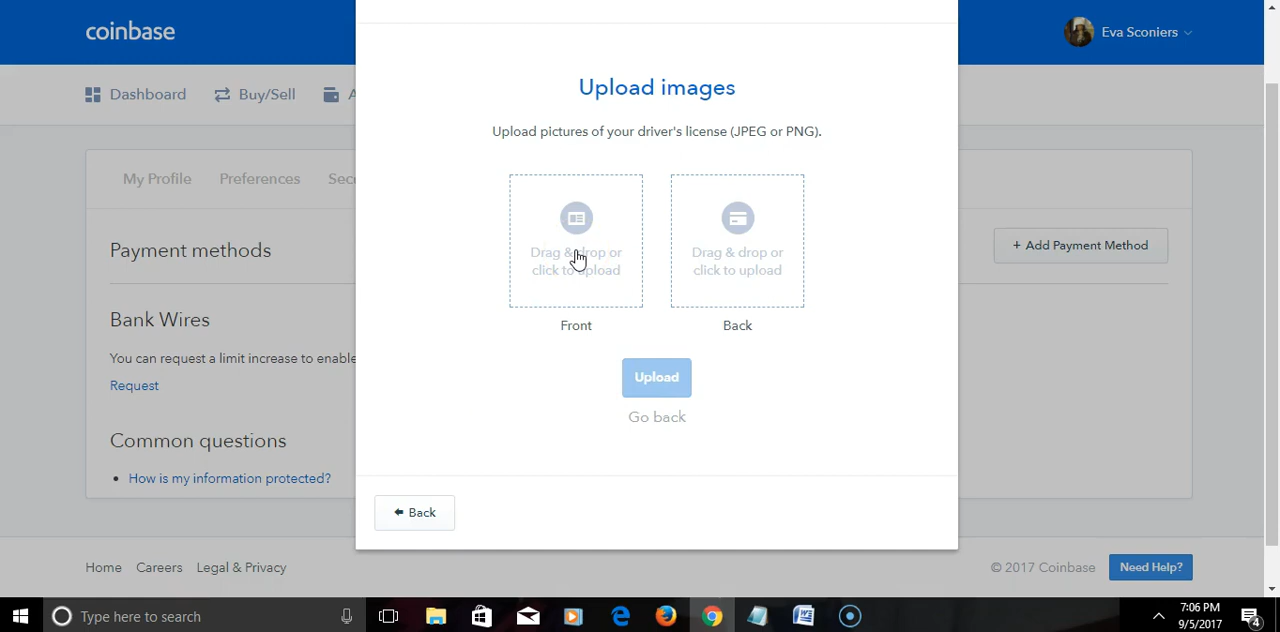 coinbase
Eva Sconiers
Dashboard
Buy/Sell
A
Upload images
Upload pictures of your driver's license (JPEG or PNG).
My Profile
Preferences
Sec
Drag & drop or
click to upload
Drag & drop or
click to upload
Payment methods
+ Add Payment Method
Front
Back
Bank Wires
You can request a limit increase to enable
Request
Upload
Go back
Common questions
• How is my information protected?
Back
Home
Careers
Legal & Privacy
© 2017 Coinbase
Need Help?
Type here to search
7:06 PM
9/5/2017
4